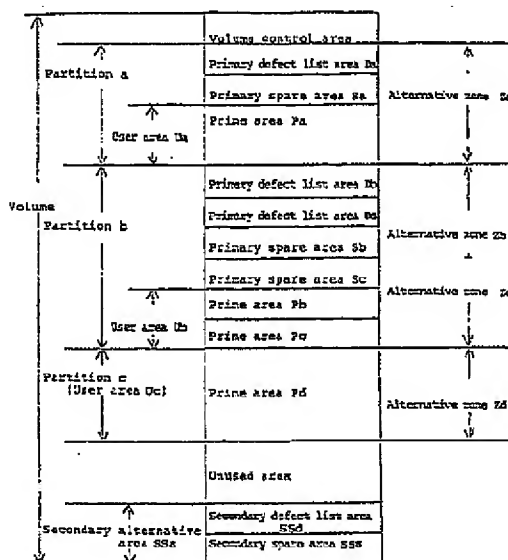 Volume control area
Primary defect list area Da
Partition a
Primary spare area Sa
Alternative zone Za
Prime area Pa
User area Ua
Primary defect list area Db
Primary defect list area
Volume
Partition b
Primary spare area Sb
Alternative zone Zb
Primary spare area Sc
Alternative zone
Prime area Pb
User area Ub
Prime area Pc
Partition c
(User area Uc)
Prime area Pd
Alternative zone Zd
Unused area
Secondary alternative
area SSa
Secondary defect list area
SSd
Secondary spare area SSs